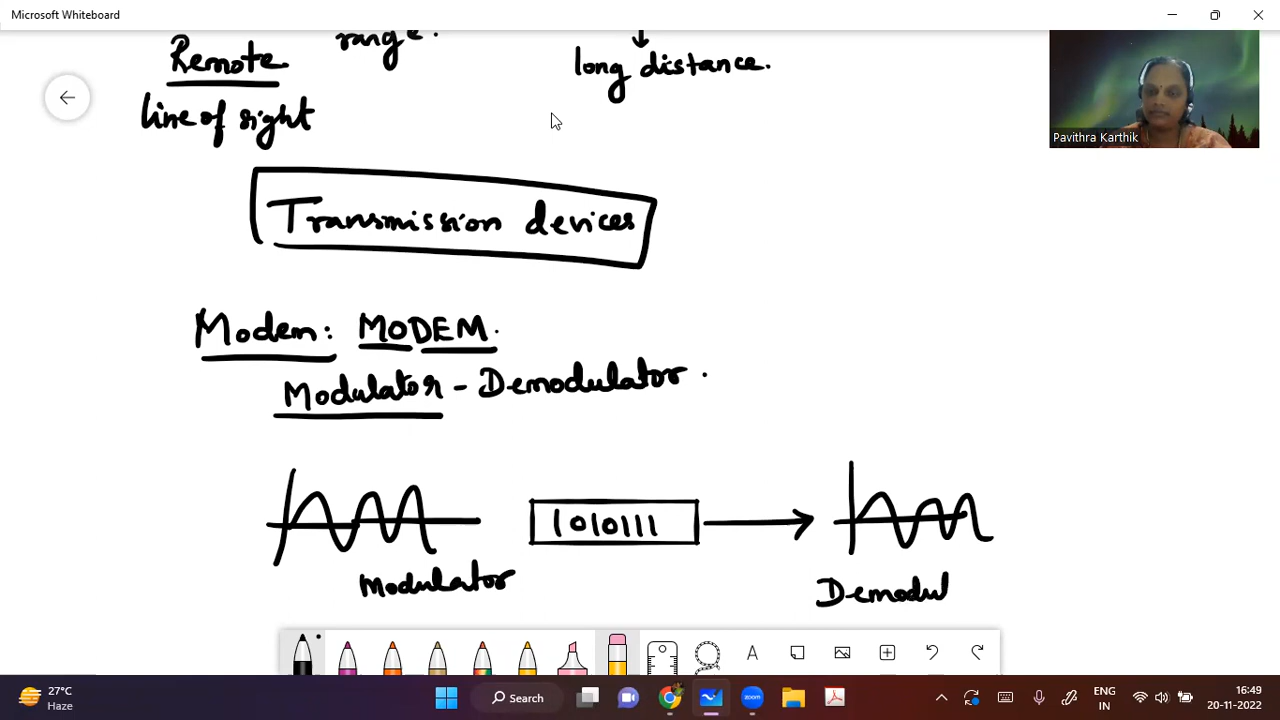 Microsoft Whiteboard
range.
Remote
long distance.
line of sight
Pavithra Karthik
Transmission devices
Modem: MODEM.
Modulator - Demodulator.
1010111
Modulator
Demodul
A
27°C
Haze
Search
zoom
ENG
IN
16:49
20-11-2022